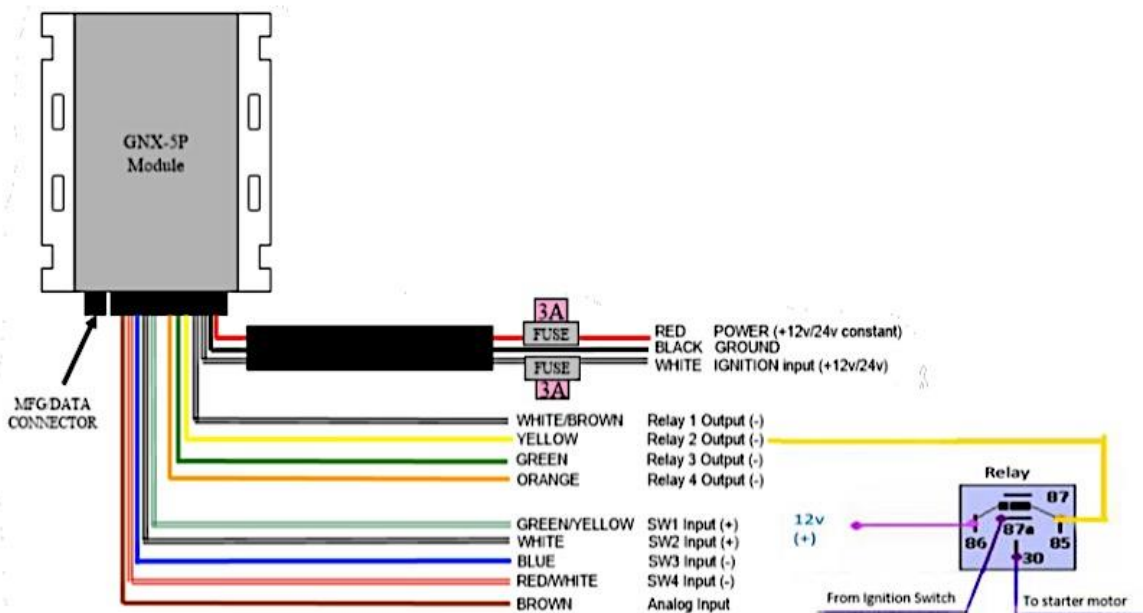 GNX-5P
Module
MFG/DATA
CONNECTOR
3A
FUSE
RED POWER (+12v/24v constant)
BLACK GROUND
WHITE IGNITION input (+12v/24v)
FUSE
3A
WHITE/BROWN Relay 1 Output (-)
YELLOW Relay 2 Output (-)
GREEN Relay 3 Output (-)
ORANGE Relay 4 Output (-)
GREEN/YELLOW SW1 Input (+)
WHITE SW2 Input (+)
BLUE SW3 Input (-)
RED/WHITE SW4 Input (-)
BROWN Analog Input
Relay
87
12v
(+)
86
87a
85
30
From Ignition Switch
To starter motor